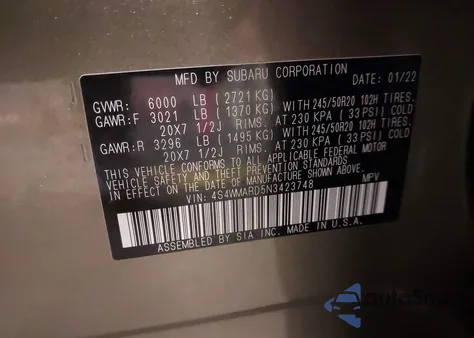 MFD BY SUBARU CORPORATION DATE: 01/22
GVWR: 6000 LB (2721 KG)
GAWR:F 3021 LB (1370 KG) WITH 245/50R20 102H TIRES.
20X7 1/2J RIMS. AT 230 KPA (33 PSI) COLD
GAWR:R 3296 LB (1495 KG) WITH 245/50R20 102H TIRES.
20X7 1/2J RIMS. AT 230 KPA (33 PSI) COLD
THIS VEHICLE CONFORMS TO ALL APPLICABLE FEDERAL MOTOR
VEHICLE SAFETY AND THEFT PREVENTION STANDARDS
IN EFFECT ON THE DATE OF MANUFACTURE SHOWN ABOVE.
VIN: 4S4WMARD5N3423748 MPV
ASSEMBLED BY SIA INC. MADE IN U.S.A.